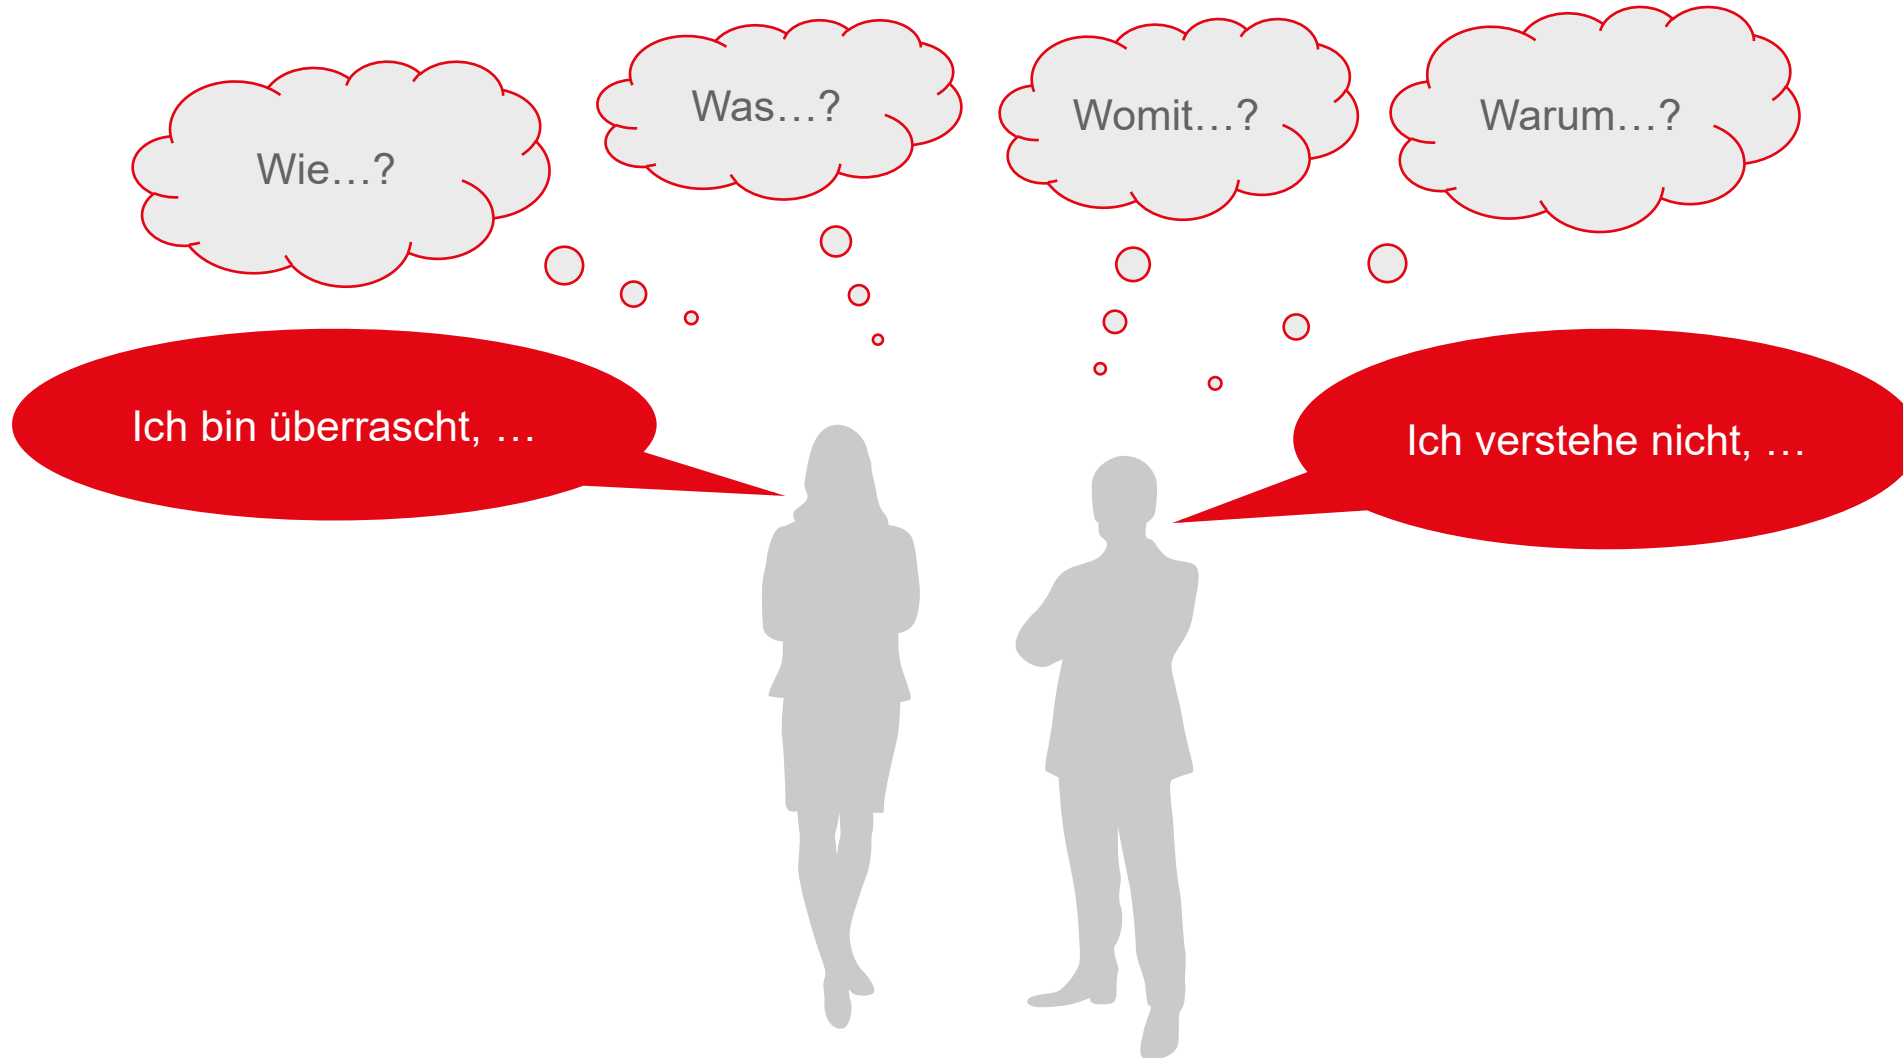 Wie…?
Was…?
Womit…?
Warum…?
Ich bin überrascht, …
Ich verstehe nicht, …